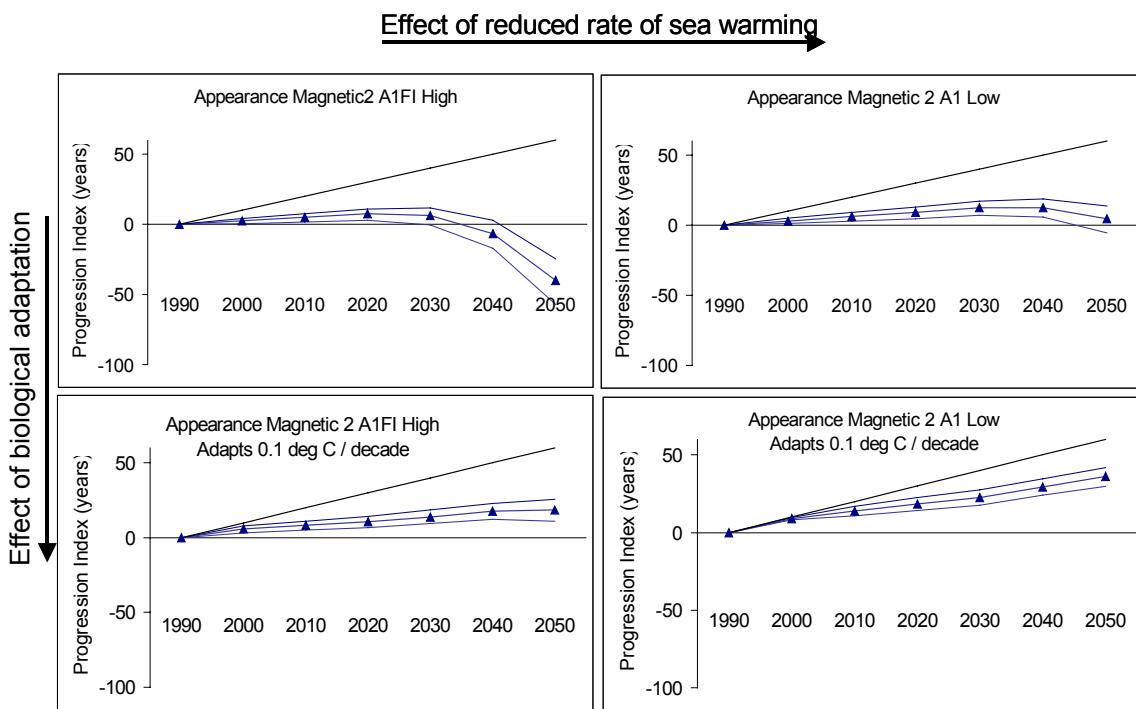 Effect of reduced rate of sea warming
Effect of biological adaptation
Appearance Magnetic2 A1FI High
Progression Index (years)
50
0
-50
-100
1990 2000 2010 2020 2030 2040 2050
Appearance Magnetic 2 A1 Low
Progression Index (years)
50
0
-50
-100
1990 2000 2010 2020 2030 2040 2050
Appearance Magnetic 2 A1FI High
Adapts 0.1 deg C / decade
Progression Index (years)
50
0
-50
-100
1990 2000 2010 2020 2030 2040 2050
Appearance Magnetic 2 A1 Low
Adapts 0.1 deg C / decade
Progression Index (years)
50
0
-50
-100
1990 2000 2010 2020 2030 2040 2050